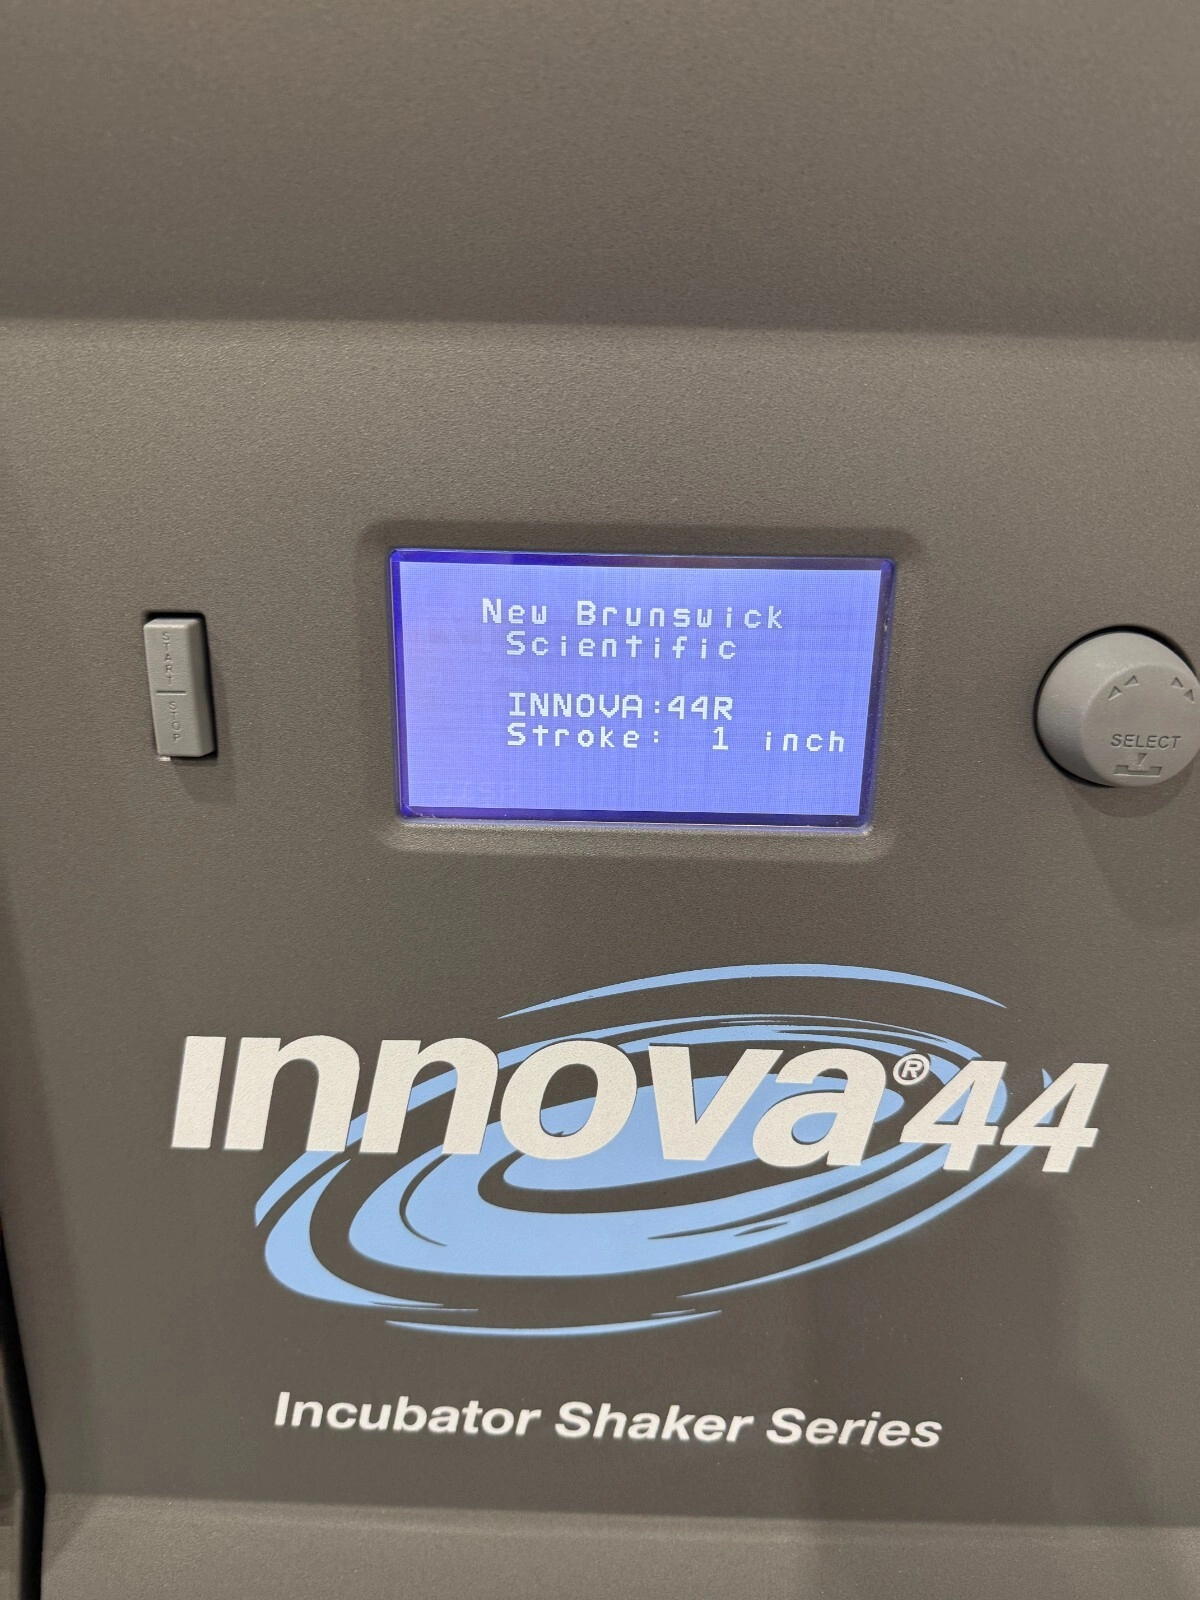 New Brunswick
Scientific
INNOVA:44R
Stroke: 1 inch
START
STOP
SELECT
innova®44
Incubator Shaker Series